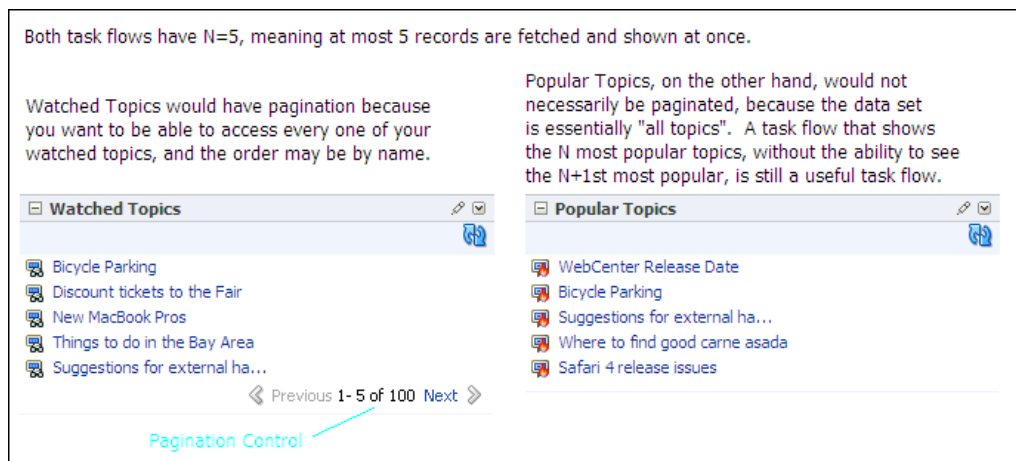 Both task flows have N=5, meaning at most 5 records are fetched and shown at once.
Watched Topics would have pagination because
you want to be able to access every one of your
watched topics, and the order may be by name.
Watched Topics
Bicycle Parking
Discount tickets to the Fair
New MacBook Pros
Things to do in the Bay Area
Suggestions for external ha...
Previous 1- 5 of 100 Next
Pagination Control
Popular Topics, on the other hand, would not
necessarily be paginated, because the data set
is essentially "all topics". A task flow that shows
the N most popular topics, without the ability to see
the N+1st most popular, is still a useful task flow.
Popular Topics
WebCenter Release Date
Bicycle Parking
Suggestions for external ha...
Where to find good carne asada
Safari 4 release issues